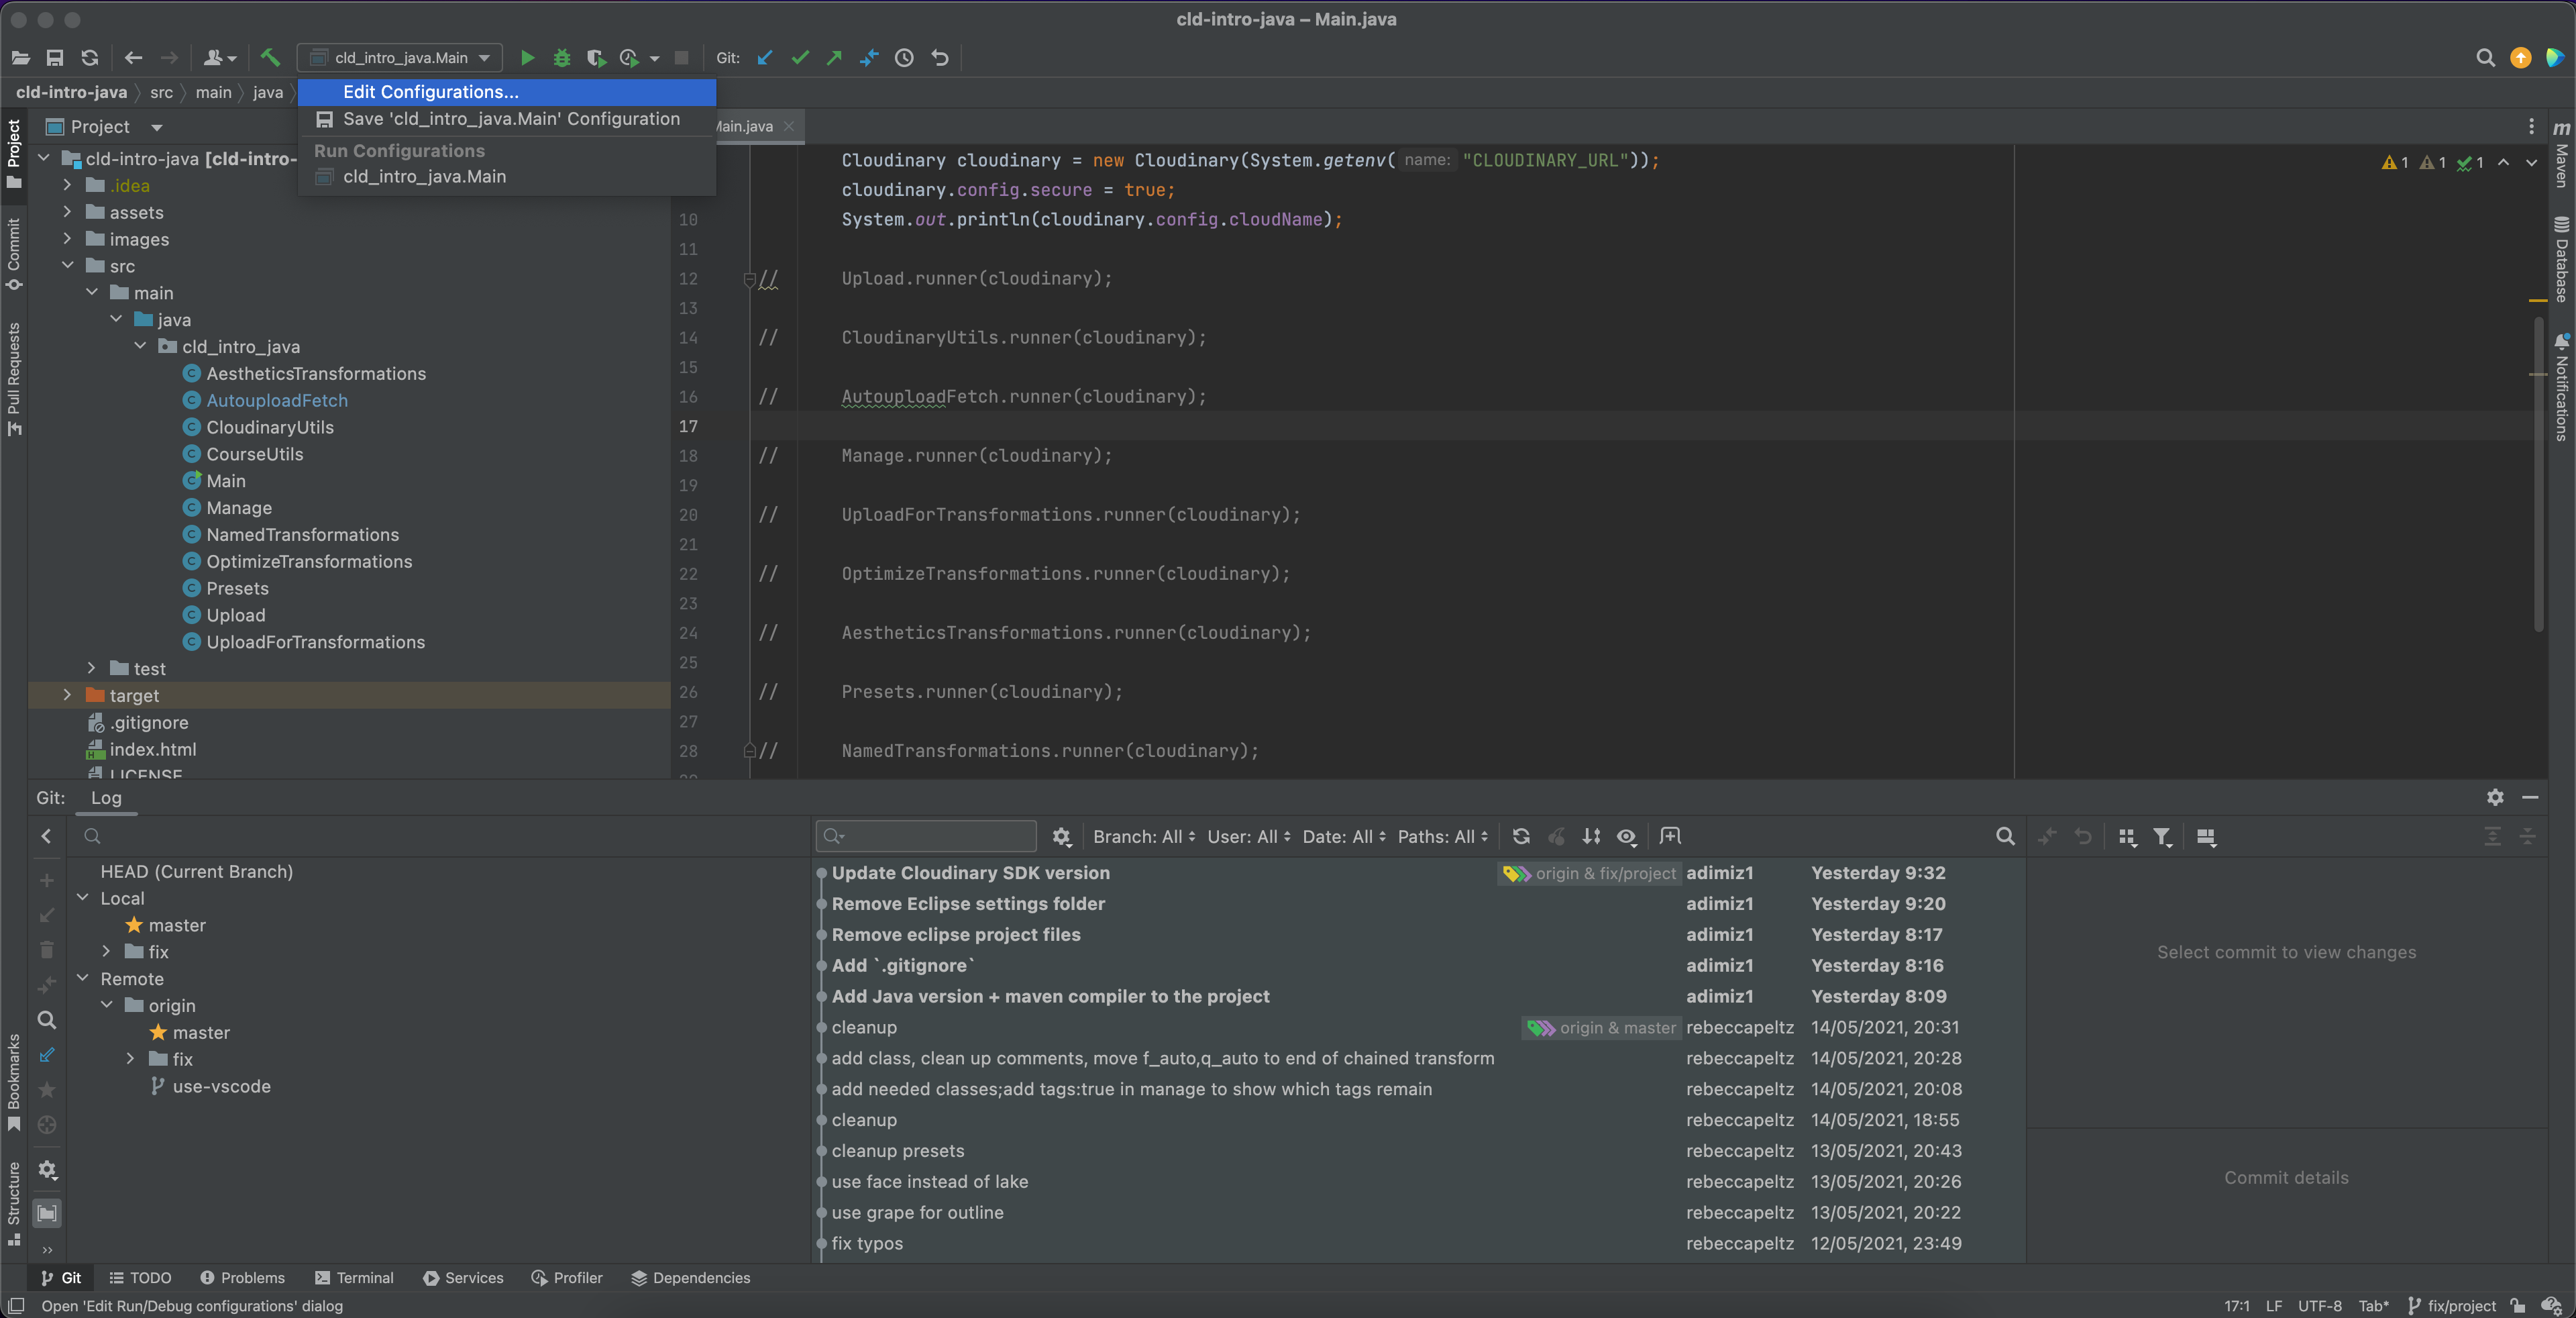 cld-intro-java – Main.java
cld_intro_java.Main
Git:
cld-intro-java
src
main
java
Edit Configurations...
Save 'cld_intro_java.Main' Configuration
Run Configurations
cld_intro_java.Main
Project
Main.java
Project
Commit
Pull Requests
Bookmarks
Structure
cld-intro-java [cld-intro-
.idea
assets
images
src
main
java
cld_intro_java
AestheticsTransformations
AutouploadFetch
CloudinaryUtils
CourseUtils
Main
Manage
NamedTransformations
OptimizeTransformations
Presets
Upload
UploadForTransformations
test
target
.gitignore
index.html
LICENSE
Cloudinary cloudinary = new Cloudinary(System.getenv( name: "CLOUDINARY_URL"));
cloudinary.config.secure = true;
10 System.out.println(cloudinary.config.cloudName);
11
12 // Upload.runner(cloudinary);
13
14 // CloudinaryUtils.runner(cloudinary);
15
16 // AutouploadFetch.runner(cloudinary);
17
18 // Manage.runner(cloudinary);
19
20 // UploadForTransformations.runner(cloudinary);
21
22 // OptimizeTransformations.runner(cloudinary);
23
24 // AestheticsTransformations.runner(cloudinary);
25
26 // Presets.runner(cloudinary);
27
28 // NamedTransformations.runner(cloudinary);
1 1 1
m
Maven
Database
Notifications
Git: Log
HEAD (Current Branch)
Local
master
fix
Remote
origin
master
fix
use-vscode
Branch: All User: All Date: All Paths: All
Update Cloudinary SDK version origin & fix/project adimiz1 Yesterday 9:32
Remove Eclipse settings folder adimiz1 Yesterday 9:20
Remove eclipse project files adimiz1 Yesterday 8:17
Add `.gitignore` adimiz1 Yesterday 8:16
Add Java version + maven compiler to the project adimiz1 Yesterday 8:09
cleanup origin & master rebeccapeltz 14/05/2021, 20:31
add class, clean up comments, move f_auto,q_auto to end of chained transform rebeccapeltz 14/05/2021, 20:28
add needed classes;add tags:true in manage to show which tags remain rebeccapeltz 14/05/2021, 20:08
cleanup rebeccapeltz 14/05/2021, 18:55
cleanup presets rebeccapeltz 13/05/2021, 20:43
use face instead of lake rebeccapeltz 13/05/2021, 20:26
use grape for outline rebeccapeltz 13/05/2021, 20:22
fix typos rebeccapeltz 12/05/2021, 23:49
Select commit to view changes
Commit details
Git TODO Problems Terminal Services Profiler Dependencies
Open 'Edit Run/Debug configurations' dialog
17:1 LF UTF-8 Tab* fix/project